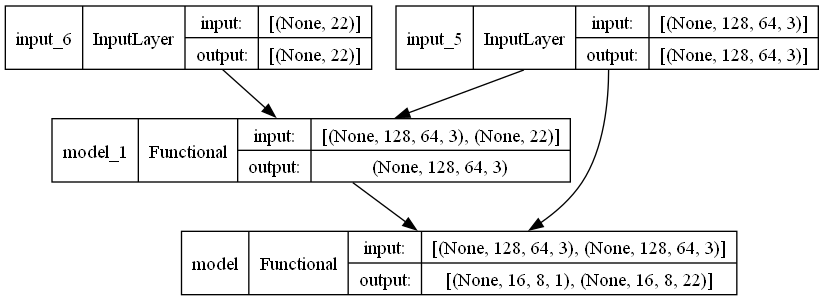 input_6 InputLayer input: [(None, 22)]
output: [(None, 22)]
input_5 InputLayer input: [(None, 128, 64, 3)]
output: [(None, 128, 64, 3)]
model_1 Functional input: [(None, 128, 64, 3), (None, 22)]
output: (None, 128, 64, 3)
model Functional input: [(None, 128, 64, 3), (None, 128, 64, 3)]
output: [(None, 16, 8, 1), (None, 16, 8, 22)]